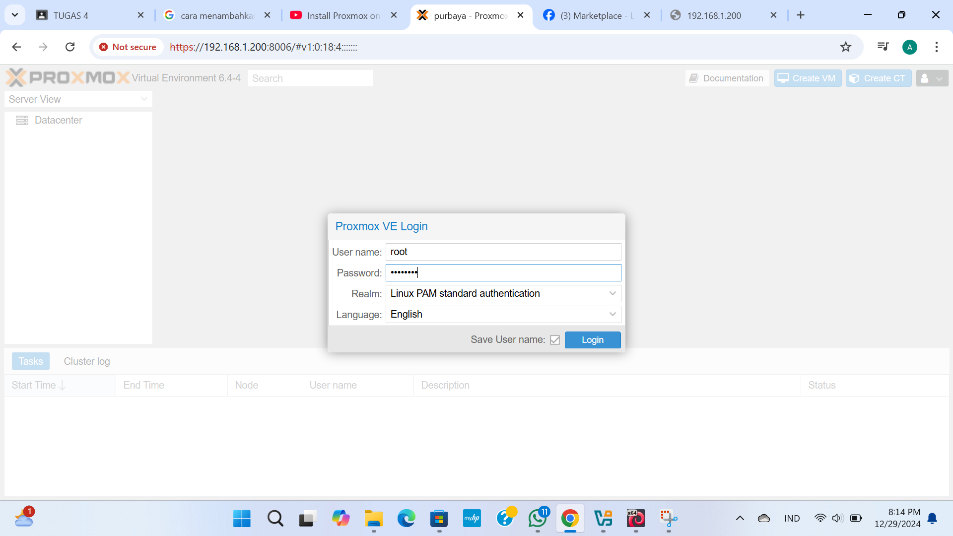 TUGAS 4
cara menambahka
Install Proxmox on
purbaya - Proxmo
(3) Marketplace - L
192.168.1.200
Not secure
https://192.168.1.200:8006/#v1:0:18:4:::::::
A
PROXMOX Virtual Environment 6.4-4
Search
Documentation
Create VM
Create CT
Server View
Datacenter
Proxmox VE Login
User name: root
Password: ••••••••
Realm: Linux PAM standard authentication
Language: English
Save User name:
Login
Tasks
Cluster log
Start Time
End Time
Node
User name
Description
Status
1
myhp
11
IND
8:14 PM
12/29/2024